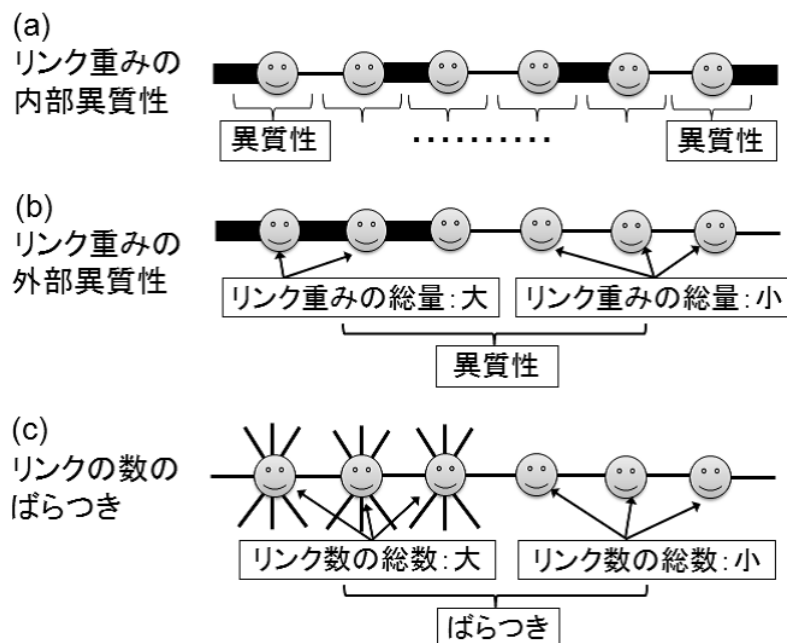 (a)
リンク重みの
内部異質性
異質性
‥‥‥‥‥
異質性
(b)
リンク重みの
外部異質性
リンク重みの総量：大
リンク重みの総量：小
異質性
(c)
リンクの数の
ばらつき
リンク数の総数：大
リンク数の総数：小
ばらつき